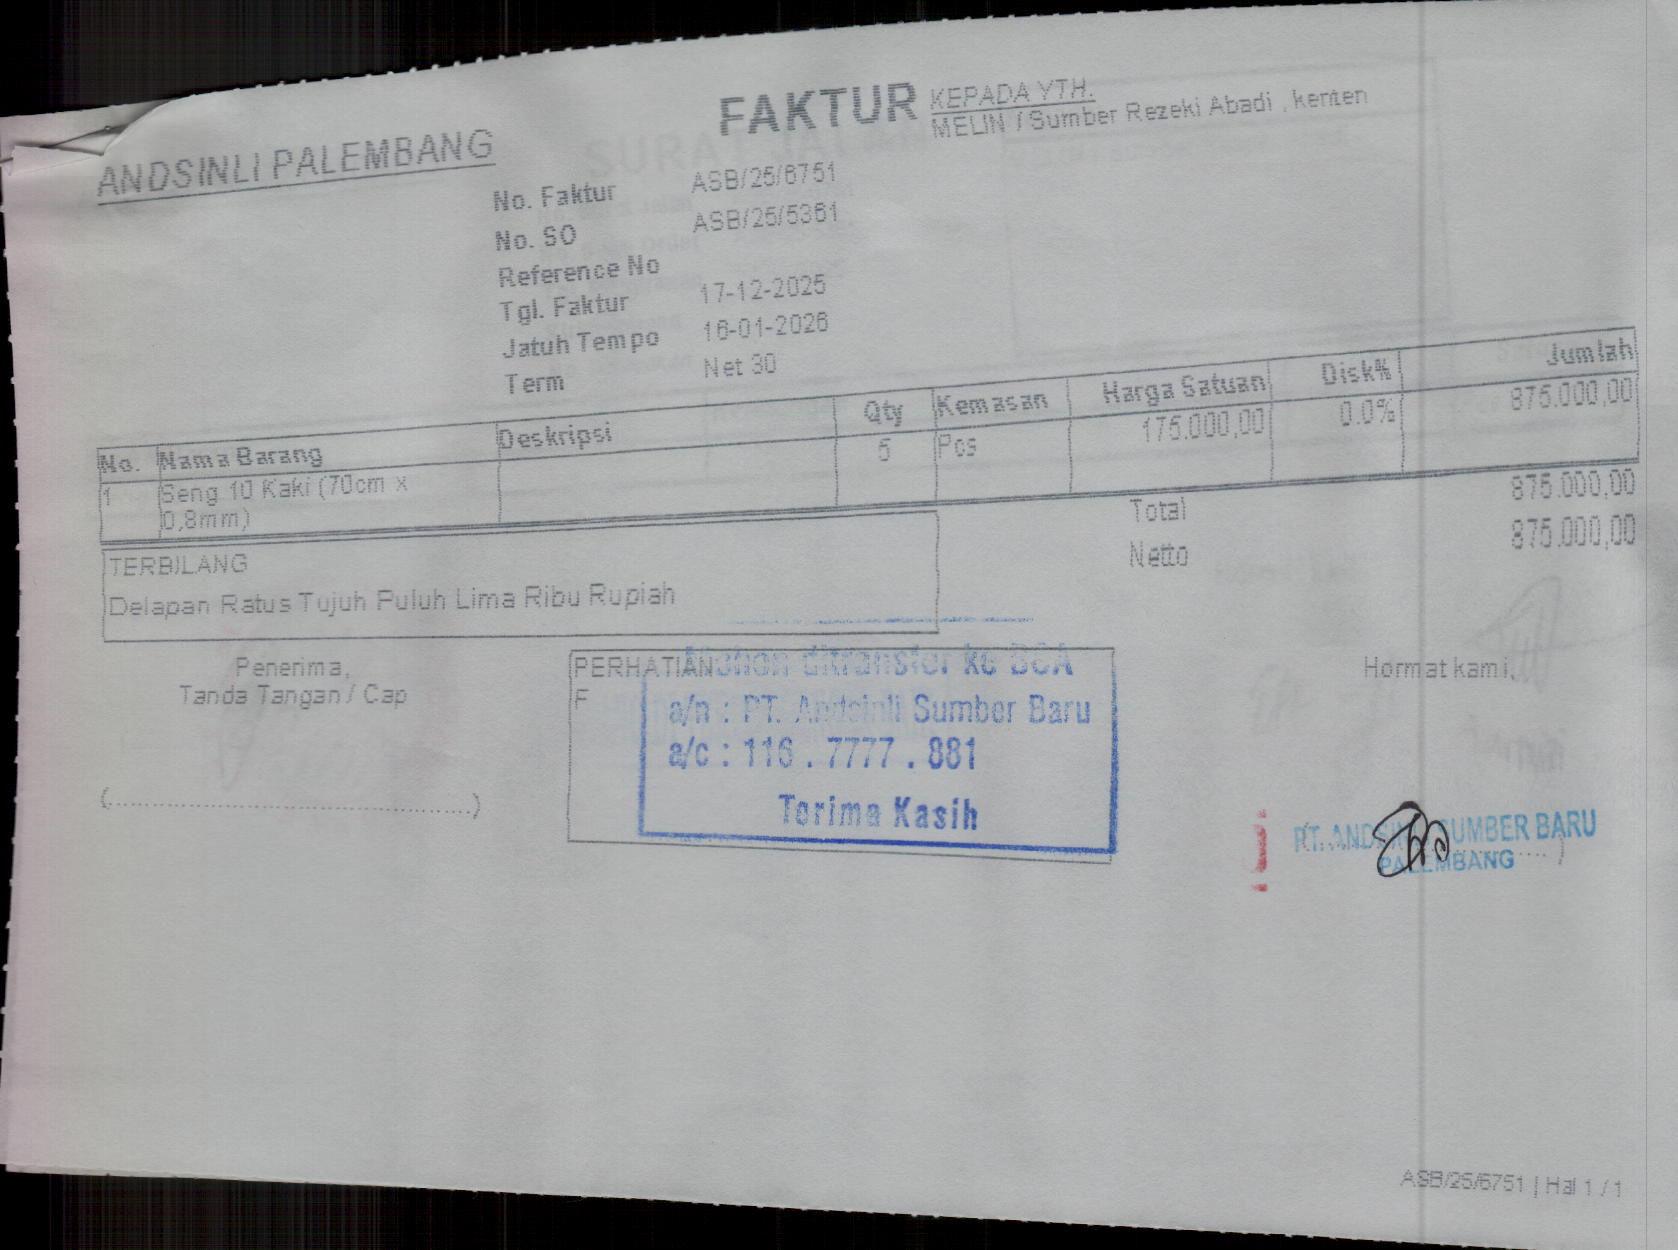 FAKTUR
KEPADA YTH.
MELIN / Sumber Rezeki Abadi , kenten
ANDSINLI PALEMBANG
No. Faktur ASB/25/6751
No. SO ASB/25/5361
Reference No
Tgl. Faktur 17-12-2025
Jatuh Tempo 16-01-2026
Term Net 30
No. Nama Barang Deskripsi Qty Kemasan Harga Satuan Disk% Jumlah
1 Seng 10 Kaki (70cm x 5 Pcs 175.000,00 0.0% 875.000,00
0,8mm)
Total 875.000,00
Netto 875.000,00
TERBILANG
Delapan Ratus Tujuh Puluh Lima Ribu Rupiah
Penerima,
Tanda Tangan / Cap
(................................................)
PERHATIAN
F
Mohon ditransfer ke BCA
a/n : PT. Andsinli Sumber Baru
a/c : 116 . 7777 . 881
Terima Kasih
Hormat kami,
PT. ANDSINLI SUMBER BARU
PALEMBANG
ASB/25/6751 | Hal 1 / 1